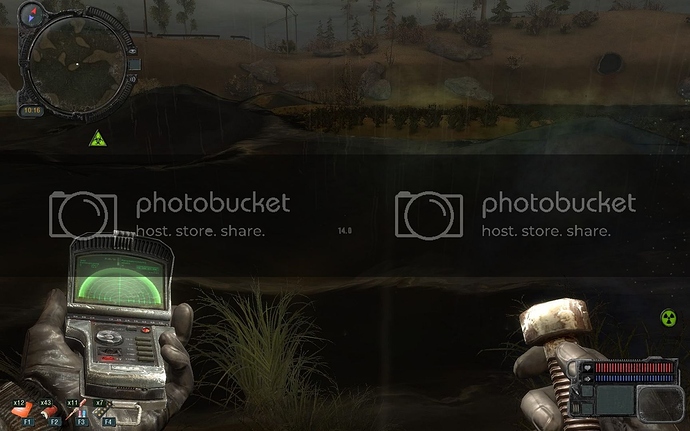 10:16
photobucket
host. store. share.
photobucket
host. store. share.
14.8
x12
x43
x11
x7
F1
F2
F3
F4